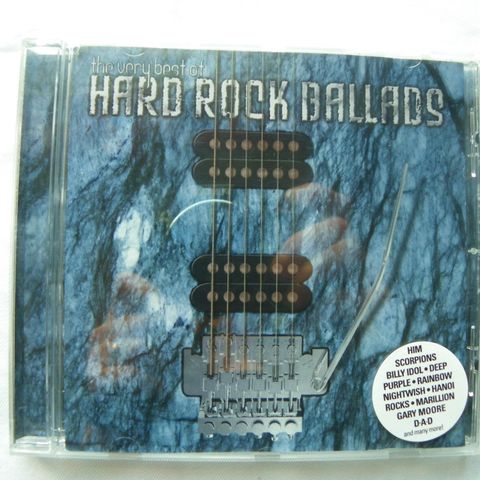 the very best of
HARD ROCK BALLADS
HIM
SCORPIONS
BILLY IDOL • DEEP
PURPLE • RAINBOW
NIGHTWISH • HANOI
ROCKS • MARILLION
GARY MOORE
D•A•D
and many more!